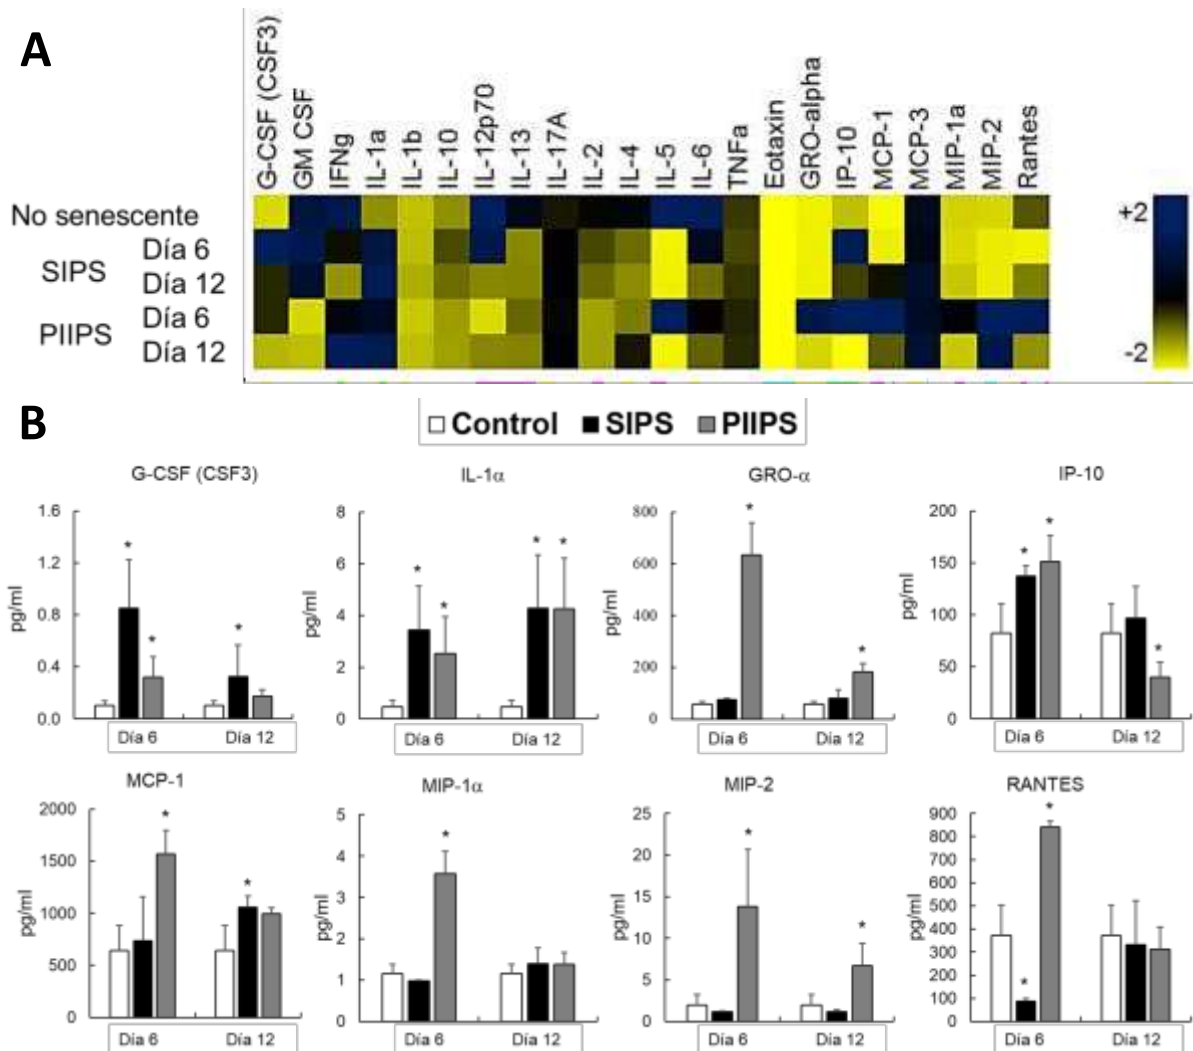 A
G-CSF (CSF3)
GM CSF
IFNg
IL-1a
IL-1b
IL-10
IL-12p70
IL-13
IL-17A
IL-2
IL-4
IL-5
IL-6
TNFa
Eotaxin
GRO-alpha
IP-10
MCP-1
MCP-3
MIP-1a
MIP-2
Rantes
No senescente
SIPS
Día 6
Día 12
PIIPS
Día 6
Día 12
+2
-2
B
Control SIPS PIIPS
G-CSF (CSF3)
pg/ml
1.6
1.2
0.8
0.4
0.0
* * *
Día 6 Día 12
IL-1α
pg/ml
8
6
4
2
0
* * * *
Día 6 Día 12
GRO-α
pg/ml
800
600
400
200
0
* *
Día 6 Día 12
IP-10
pg/ml
200
150
100
50
0
* * *
Día 6 Día 12
MCP-1
pg/ml
2000
1500
1000
500
0
* *
Día 6 Día 12
MIP-1α
pg/ml
5
4
3
2
1
0
*
Día 6 Día 12
MIP-2
pg/ml
25
20
15
10
5
0
* *
Día 6 Día 12
RANTES
pg/ml
900
800
700
600
500
400
300
200
100
0
* *
Día 6 Día 12